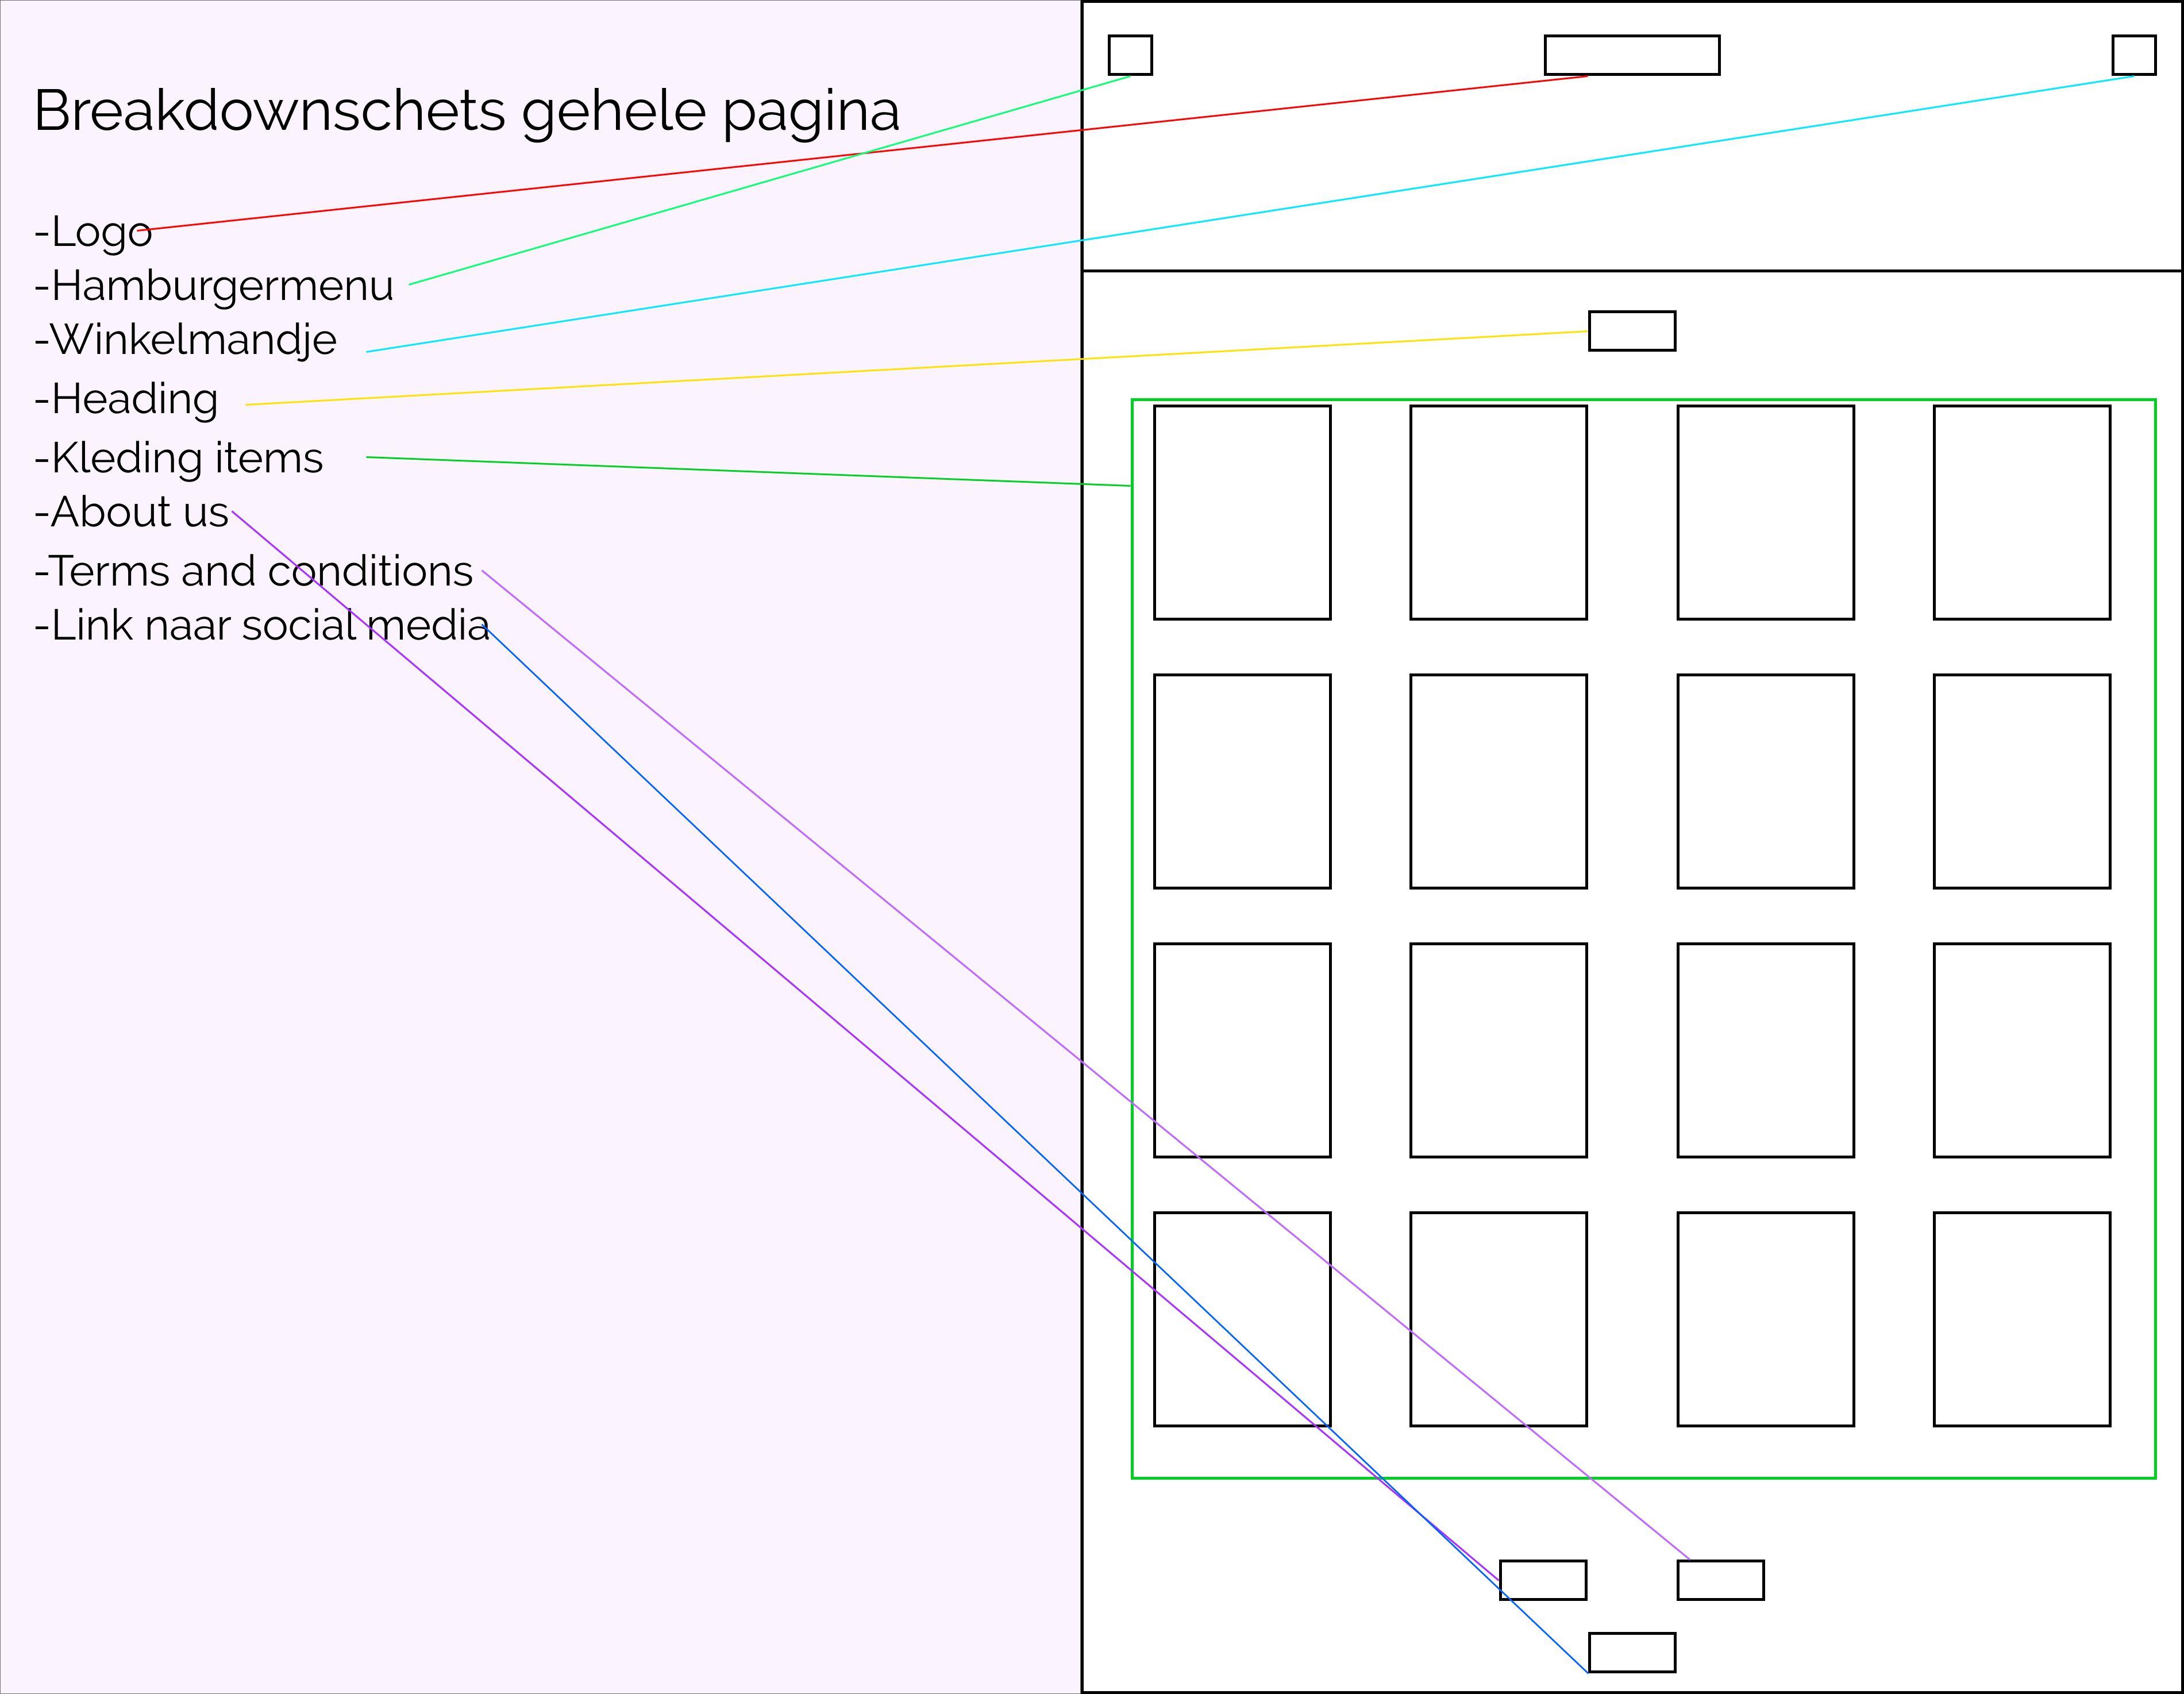 Breakdownschets gehele pagina
-Logo
-Hamburgermenu
-Winkelmandje
-Heading
-Kleding items
-About us
-Terms and conditions
-Link naar social media